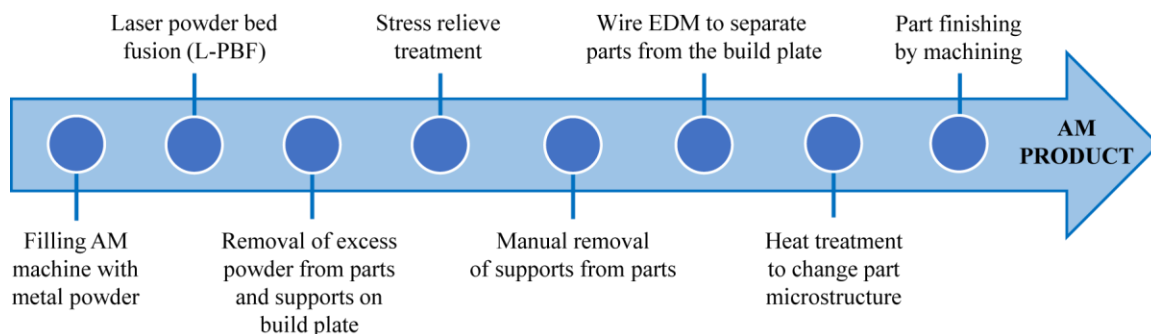 Laser powder bed
fusion (L-PBF)
Stress relieve
treatment
Wire EDM to separate
parts from the build plate
Part finishing
by machining
AM
PRODUCT
Filling AM
machine with
metal powder
Removal of excess
powder from parts
and supports on
build plate
Manual removal
of supports from parts
Heat treatment
to change part
microstructure